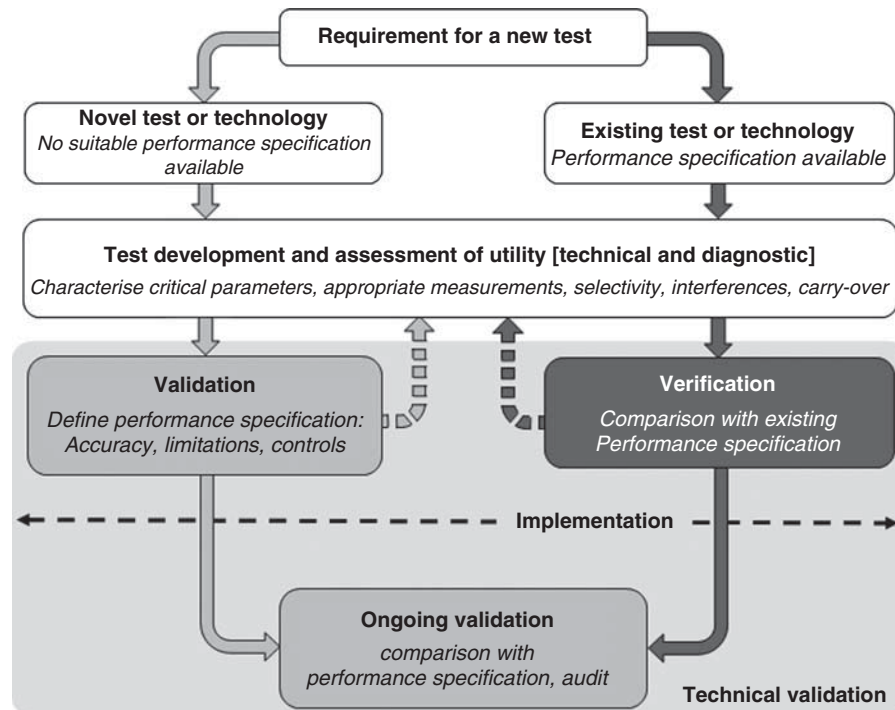 Requirement for a new test
Novel test or technology
No suitable performance specification
available
Existing test or technology
Performance specification available
Test development and assessment of utility [technical and diagnostic]
Characterise critical parameters, appropriate measurements, selectivity, interferences, carry-over
Validation
Define performance specification:
Accuracy, limitations, controls
Verification
Comparison with existing
Performance specification
Implementation
Ongoing validation
comparison with
performance specification, audit
Technical validation